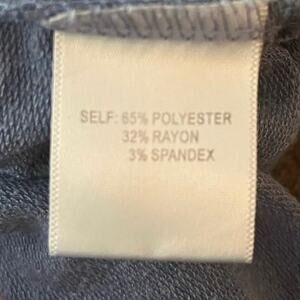 SELF: 65% POLYESTER
32% RAYON
3% SPANDEX